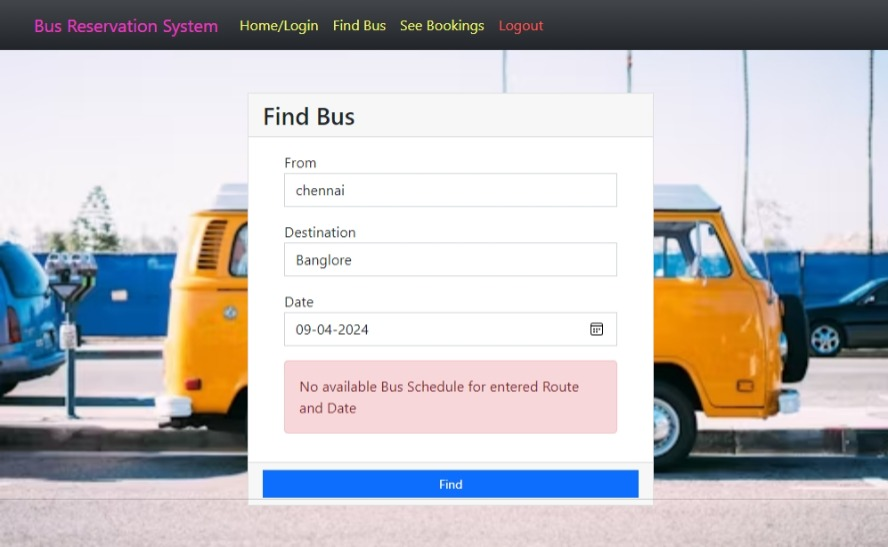 Bus Reservation System Home/Login Find Bus See Bookings Logout
Find Bus
From
chennai
Destination
Banglore
Date
09-04-2024
No available Bus Schedule for entered Route
and Date
Find